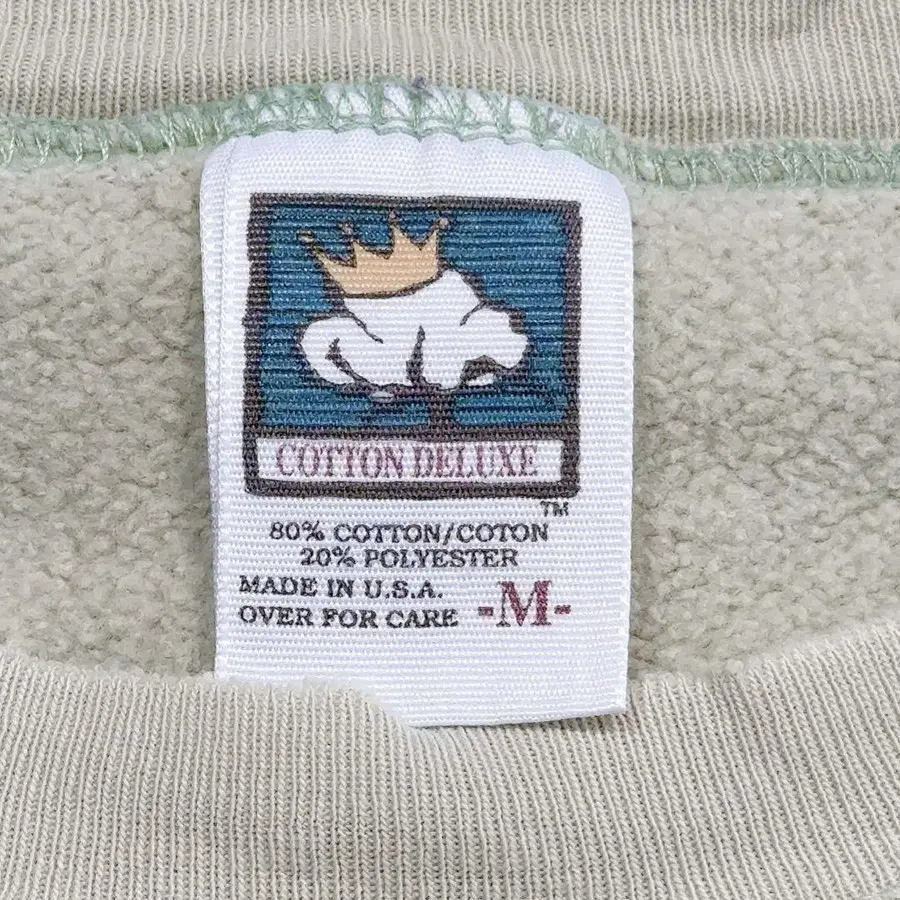 COTTON DELUXE
TM
80% COTTON/COTON
20% POLYESTER
MADE IN U.S.A.
OVER FOR CARE -M-